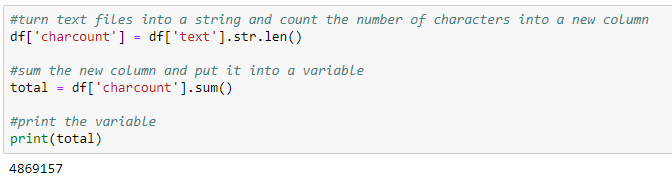 #turn text files into a string and count the number of characters into a new column
df['charcount'] = df['text'].str.len()
#sum the new column and put it into a variable
total = df['charcount'].sum()
#print the variable
print(total)
4869157